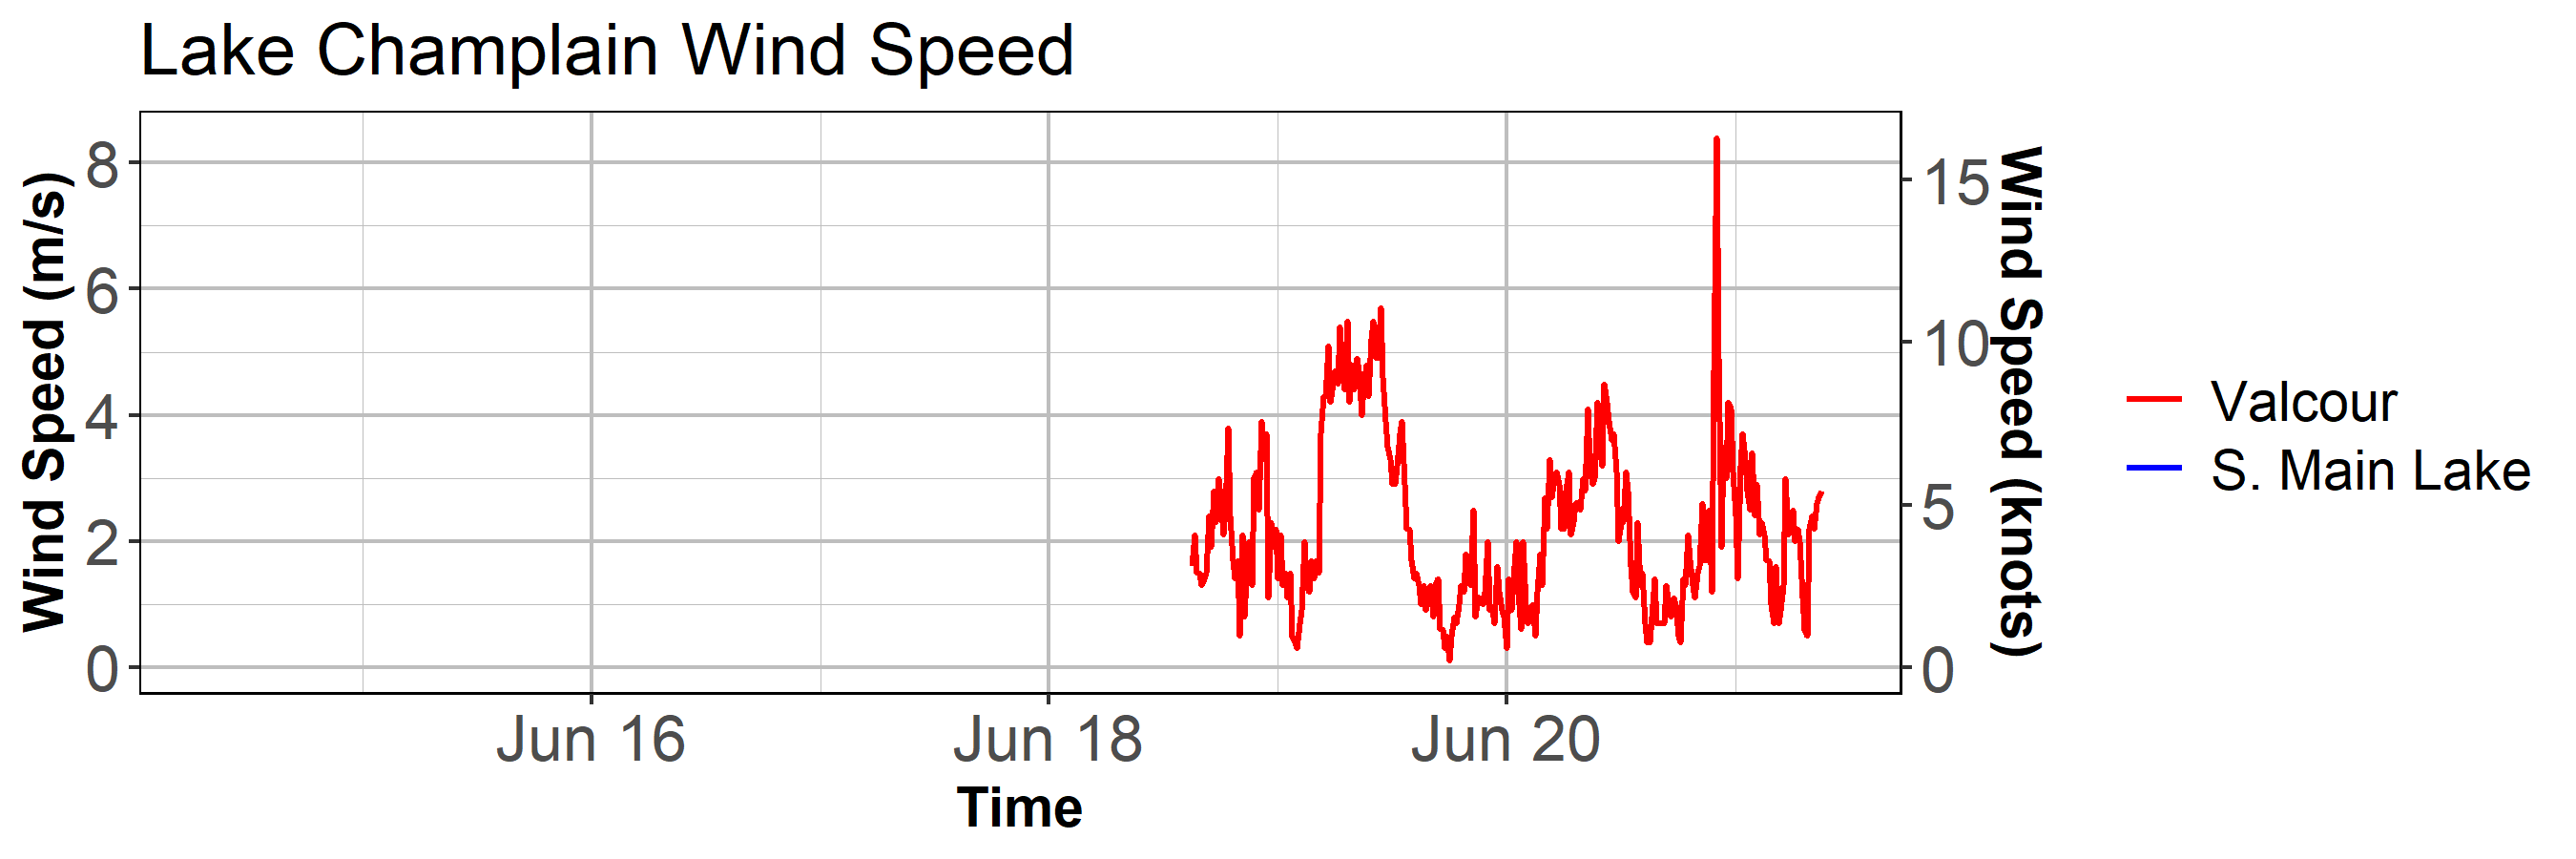 Lake Champlain Wind Speed
Wind Speed (m/s)
8
6
4
2
0
15
10
5
0
Wind Speed (knots)
Jun 16
Jun 18
Jun 20
Time
Valcour
S. Main Lake